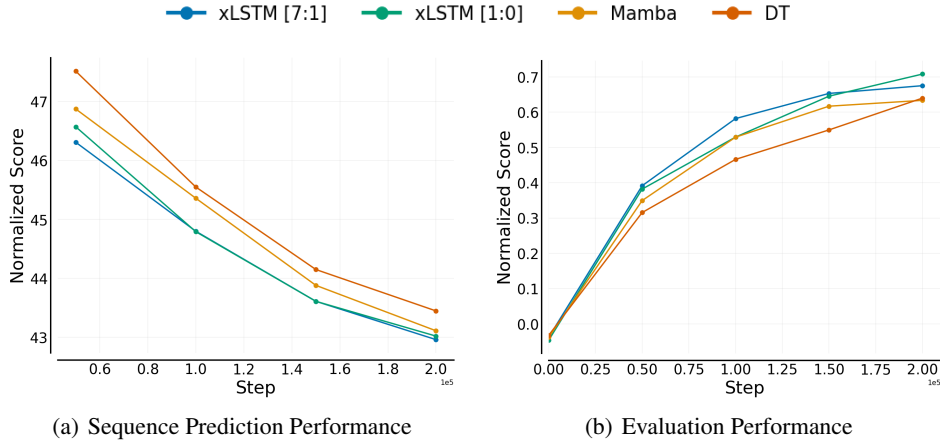 xLSTM [7:1] xLSTM [1:0] Mamba DT
Normalized Score
47
46
45
44
43
0.6 0.8 1.0 1.2 1.4 1.6 1.8 2.0
1e5
Step
(a) Sequence Prediction Performance
Normalized Score
0.7
0.6
0.5
0.4
0.3
0.2
0.1
0.0
0.00 0.25 0.50 0.75 1.00 1.25 1.50 1.75 2.00
1e5
Step
(b) Evaluation Performance